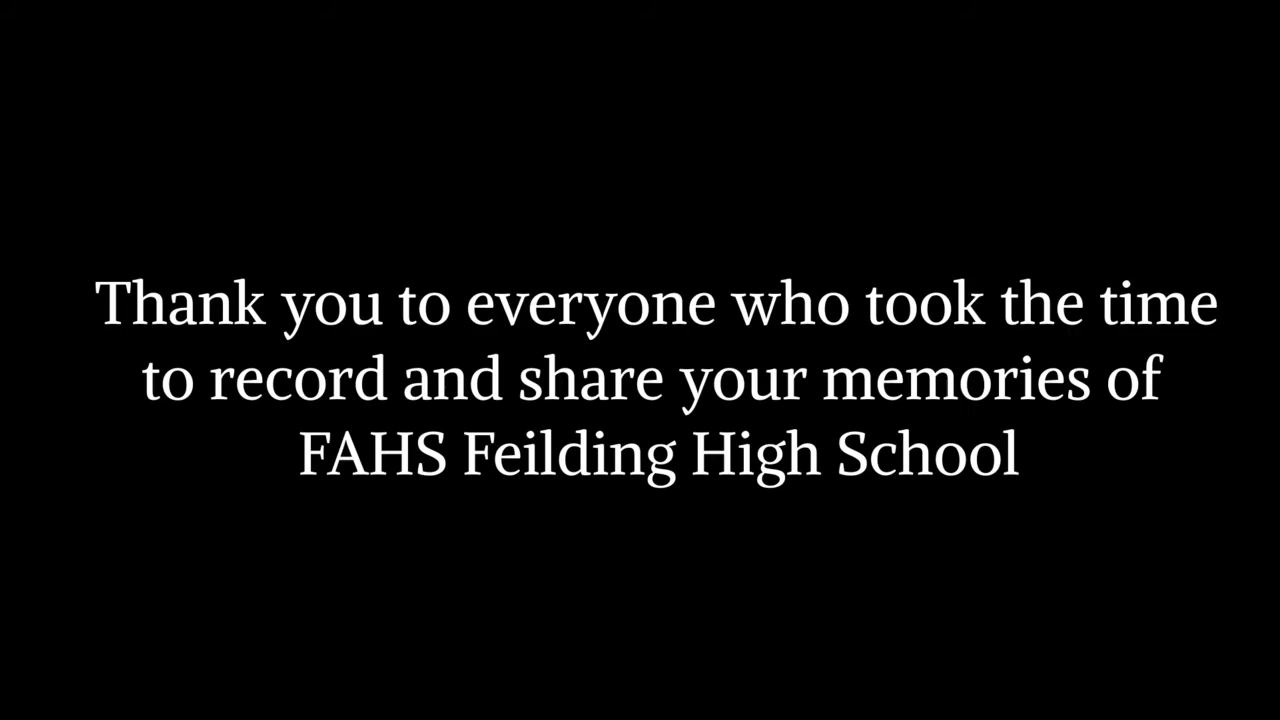 Thank you to everyone who took the time
to record and share your memories of
FAHS Feilding High School